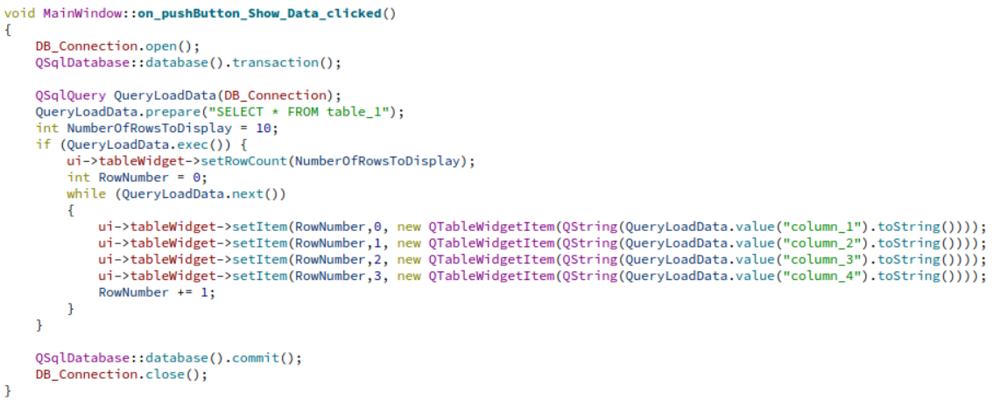 void MainWindow::on_pushButton_Show_Data_clicked()
{
    DB_Connection.open();
    QSqlDatabase::database().transaction();

    QSqlQuery QueryLoadData(DB_Connection);
    QueryLoadData.prepare("SELECT * FROM table_1");
    int NumberOfRowsToDisplay = 10;
    if (QueryLoadData.exec()) {
        ui->tableWidget->setRowCount(NumberOfRowsToDisplay);
        int RowNumber = 0;
        while (QueryLoadData.next())
        {
            ui->tableWidget->setItem(RowNumber,0, new QTableWidgetItem(QString(QueryLoadData.value("column_1").toString())));
            ui->tableWidget->setItem(RowNumber,1, new QTableWidgetItem(QString(QueryLoadData.value("column_2").toString())));
            ui->tableWidget->setItem(RowNumber,2, new QTableWidgetItem(QString(QueryLoadData.value("column_3").toString())));
            ui->tableWidget->setItem(RowNumber,3, new QTableWidgetItem(QString(QueryLoadData.value("column_4").toString())));
            RowNumber += 1;
        }
    }

    QSqlDatabase::database().commit();
    DB_Connection.close();
}